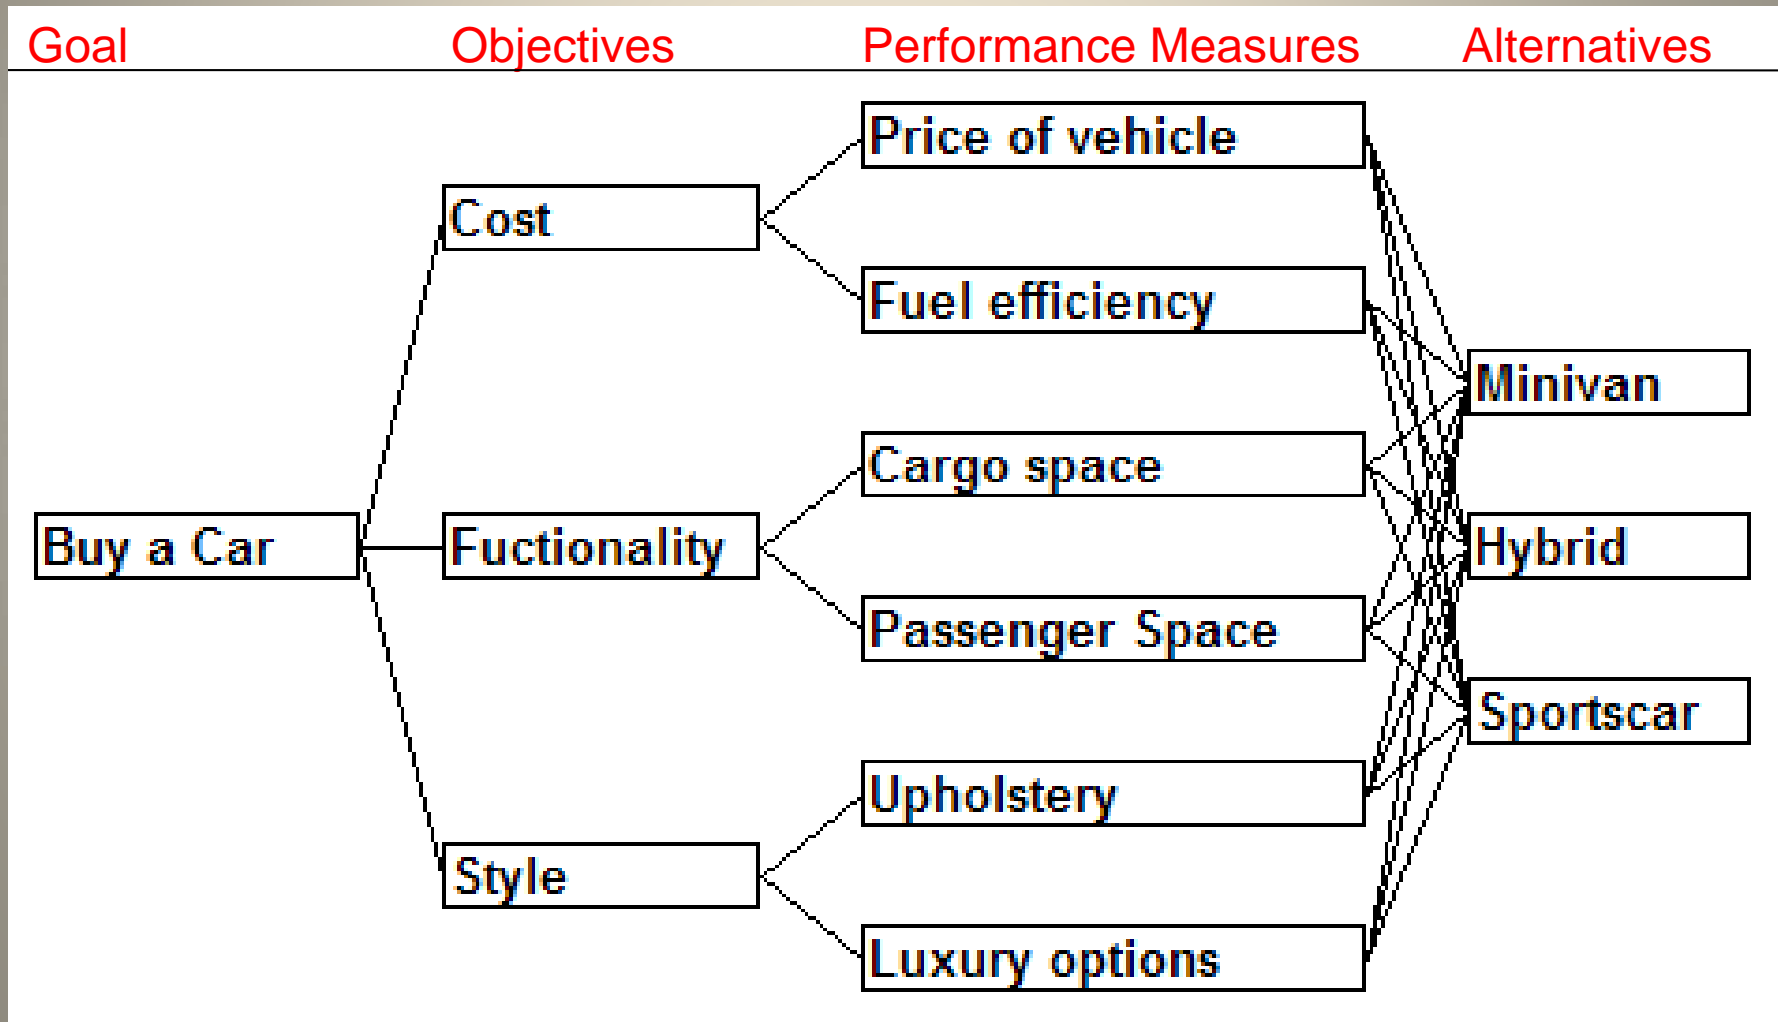 Goal Objectives Performance Measures Alternatives
Price of vehicle
Cost
Fuel efficiency
Minivan
Cargo space
Buy a Car Fuctionality Hybrid
Passenger Space
Sportscar
Upholstery
Style
Luxury options